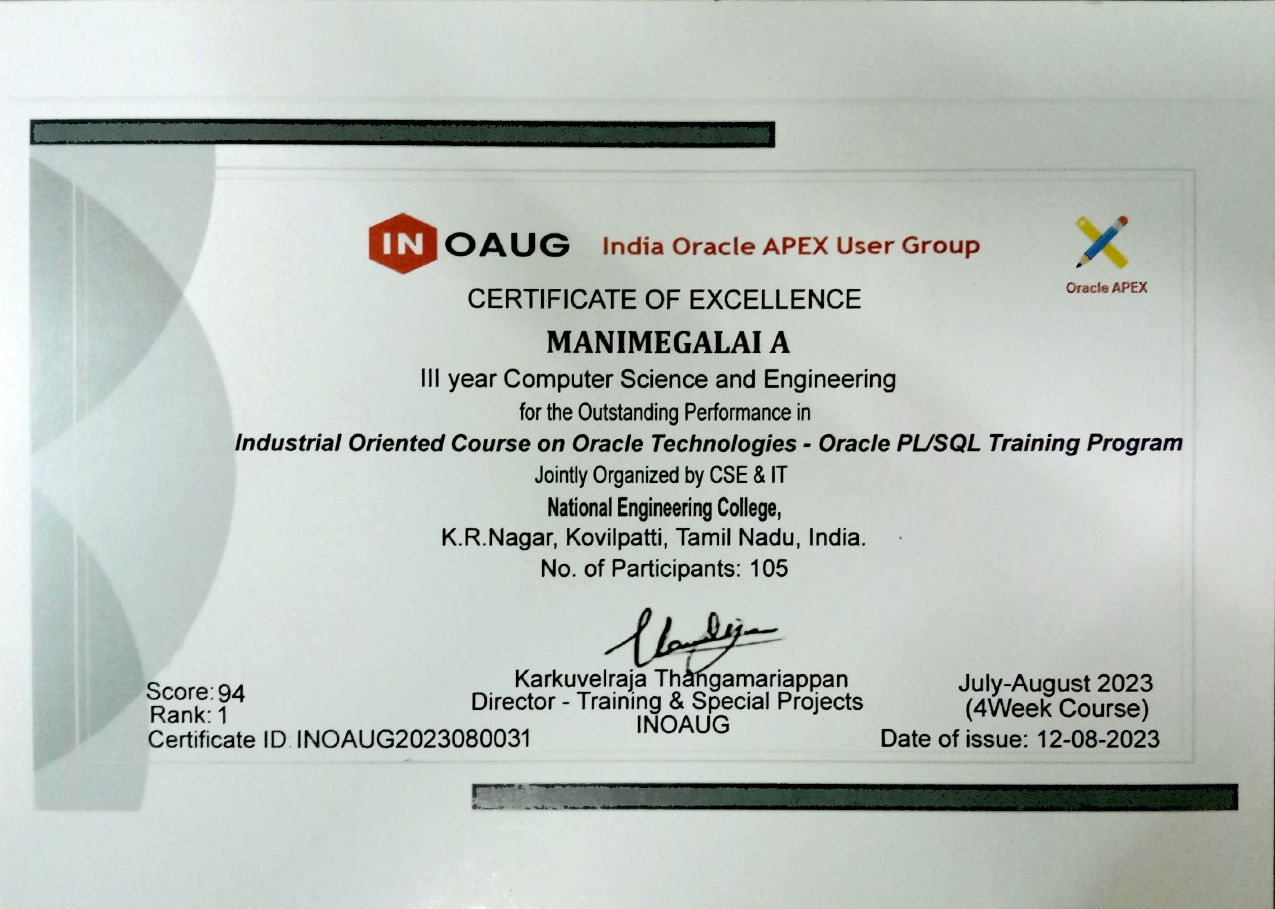 IN OAUG India Oracle APEX User Group
Oracle APEX
CERTIFICATE OF EXCELLENCE
MANIMEGALAI A
III year Computer Science and Engineering
for the Outstanding Performance in
Industrial Oriented Course on Oracle Technologies - Oracle PL/SQL Training Program
Jointly Organized by CSE & IT
National Engineering College,
K.R.Nagar, Kovilpatti, Tamil Nadu, India.
No. of Participants: 105
Karkuvelraja Thangamariappan
Director - Training & Special Projects
INOAUG
Score: 94
Rank: 1
Certificate ID: INOAUG2023080031
July-August 2023
(4Week Course)
Date of issue: 12-08-2023